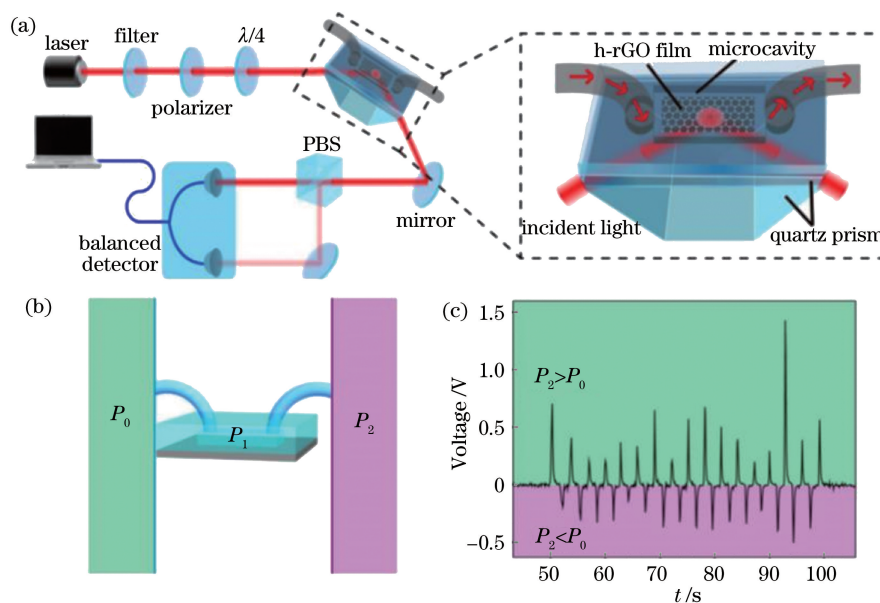 (a)
laser
filter
polarizer
λ/4
PBS
mirror
balanced
detector
h-rGO film
microcavity
incident light
quartz prism
(b)
P0
P1
P2
(c)
Voltage /V
1.5
1.0
0.5
0
−0.5
P2>P0
P2<P0
50
60
70
80
90
100
t /s